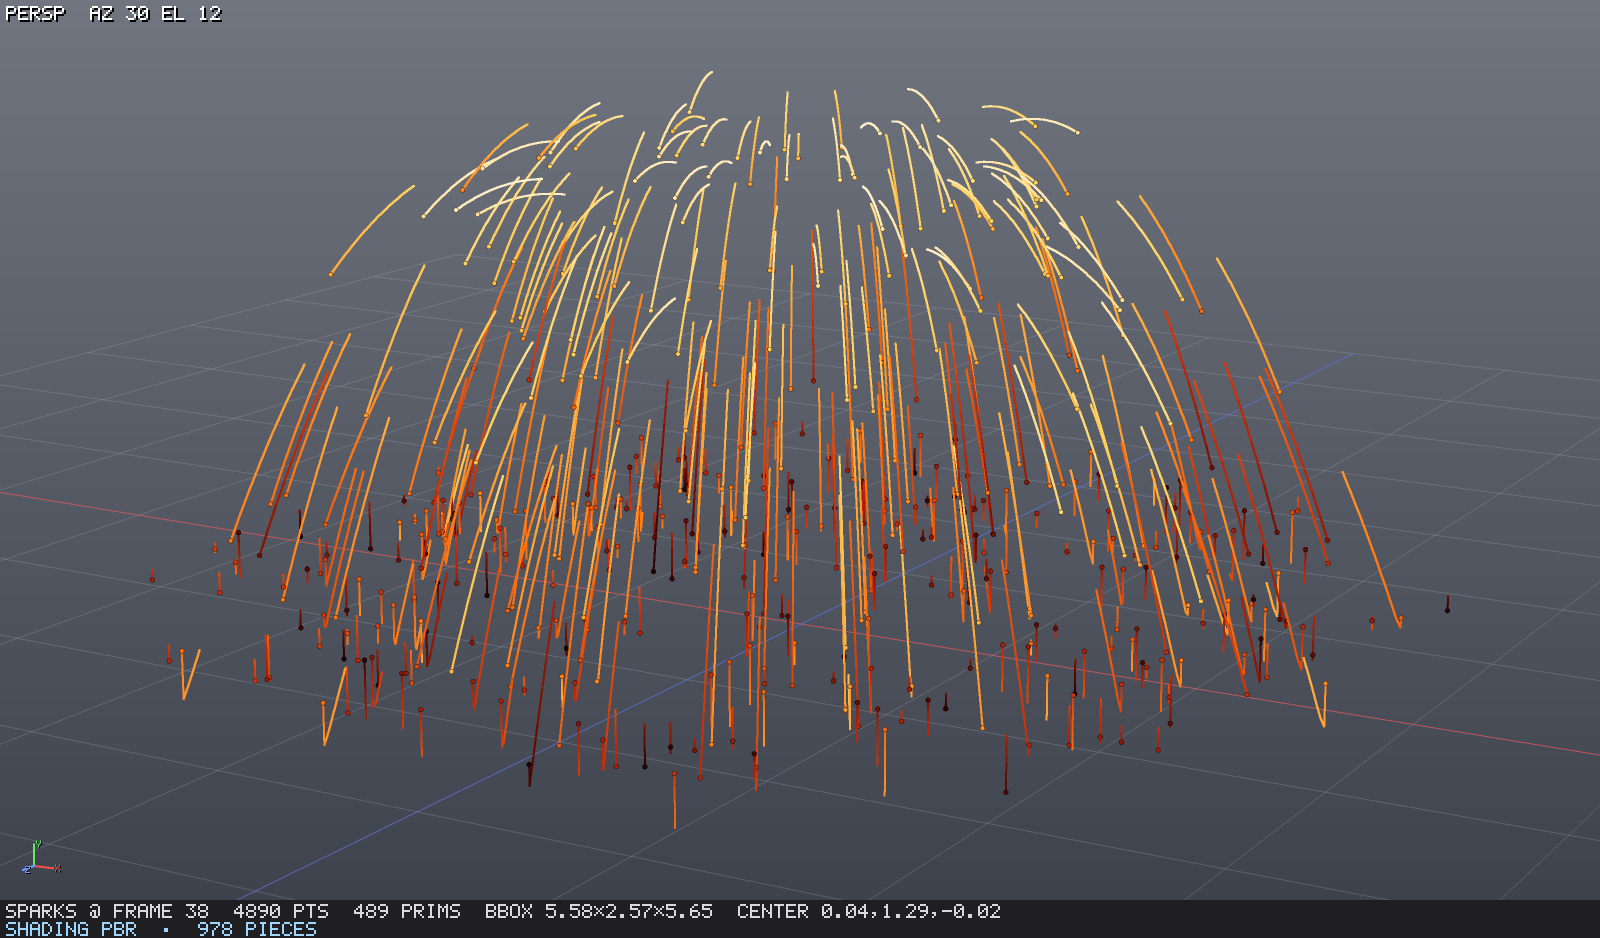 PERSP  AZ 30 EL 12
Y
Z
X
SPARKS @ FRAME 38  4890 PTS  489 PRIMS  BBOX 5.58×2.57×5.65  CENTER 0.04,1.29,-0.02
SHADING PBR  ·  978 PIECES